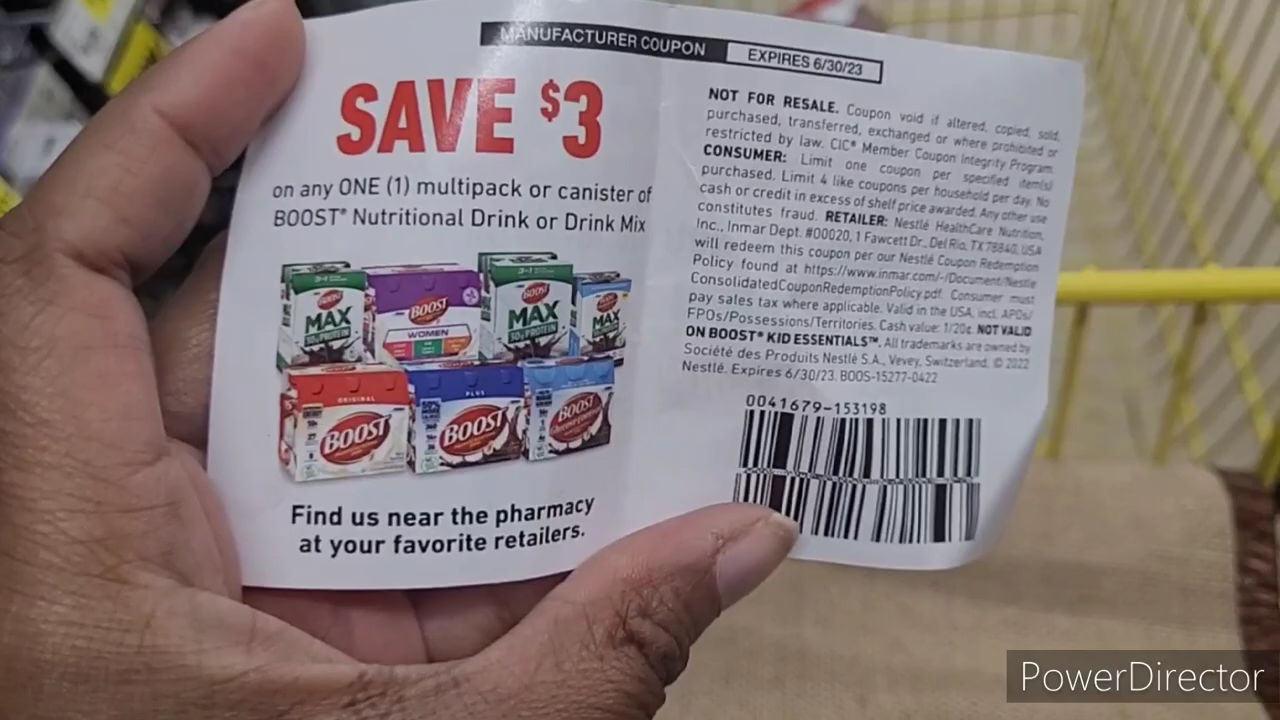 MANUFACTURER COUPON
EXPIRES 6/30/23
SAVE $3
on any ONE (1) multipack or canister of
BOOST® Nutritional Drink or Drink Mix
BOOST
MAX
30g PROTEIN
BOOST
WOMEN
BOOST
MAX
30g PROTEIN
BOOST
MAX
ORIGINAL
BOOST
PLUS
BOOST
BOOST
Find us near the pharmacy
at your favorite retailers.
NOT FOR RESALE. Coupon void if altered, copied, sold,
purchased, transferred, exchanged or where prohibited or
restricted by law. CIC® Member Coupon Integrity Program.
CONSUMER: Limit one coupon per specified item(s)
purchased. Limit 4 like coupons per household per day. No
cash or credit in excess of shelf price awarded. Any other use
constitutes fraud. RETAILER: Nestlé HealthCare Nutrition,
Inc., Inmar Dept. #00020, 1 Fawcett Dr., Del Rio, TX 78840, USA
will redeem this coupon per our Nestlé Coupon Redemption
Policy found at https://www.inmar.com/-/Document/Nestle
ConsolidatedCouponRedemptionPolicy.pdf. Consumer must
pay sales tax where applicable. Valid in the USA, incl. APOs/
FPOs/Possessions/Territories. Cash value: 1/20¢. NOT VALID
ON BOOST® KID ESSENTIALS™. All trademarks are owned by
Société des Produits Nestlé S.A., Vevey, Switzerland. © 2022
Nestlé. Expires 6/30/23. BOOS-15277-0422
0041679-153198
PowerDirector